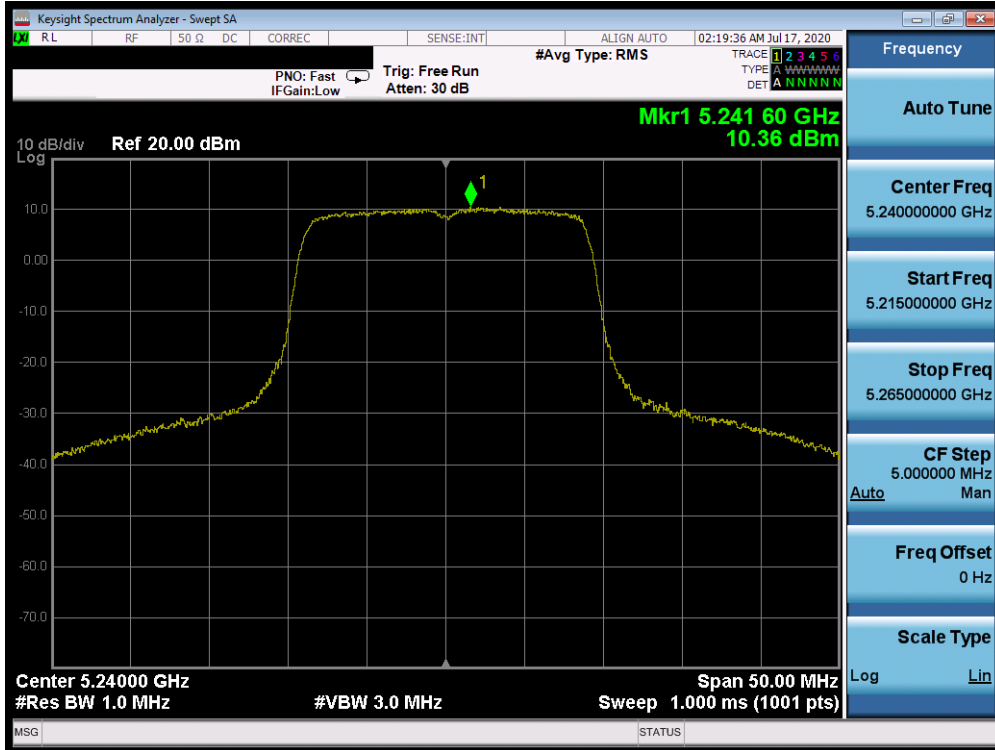 Keysight Spectrum Analyzer - Swept SA
LXI RL RF 50 Ω DC CORREC SENSE:INT ALIGN AUTO 02:19:36 AM Jul 17, 2020
#Avg Type: RMS
TRACE 1 2 3 4 5 6
PNO: Fast Trig: Free Run
TYPE A WWWWW
IFGain:Low Atten: 30 dB
DET A N N N N N
Mkr1 5.241 60 GHz
10.36 dBm
10 dB/div Ref 20.00 dBm
Log
1
10.0
0.00
-10.0
-20.0
-30.0
-40.0
-50.0
-60.0
-70.0
Center 5.24000 GHz Span 50.00 MHz
#Res BW 1.0 MHz #VBW 3.0 MHz Sweep 1.000 ms (1001 pts)
MSG STATUS
Frequency
Auto Tune
Center Freq
5.240000000 GHz
Start Freq
5.215000000 GHz
Stop Freq
5.265000000 GHz
CF Step
5.000000 MHz
Auto Man
Freq Offset
0 Hz
Scale Type
Log Lin